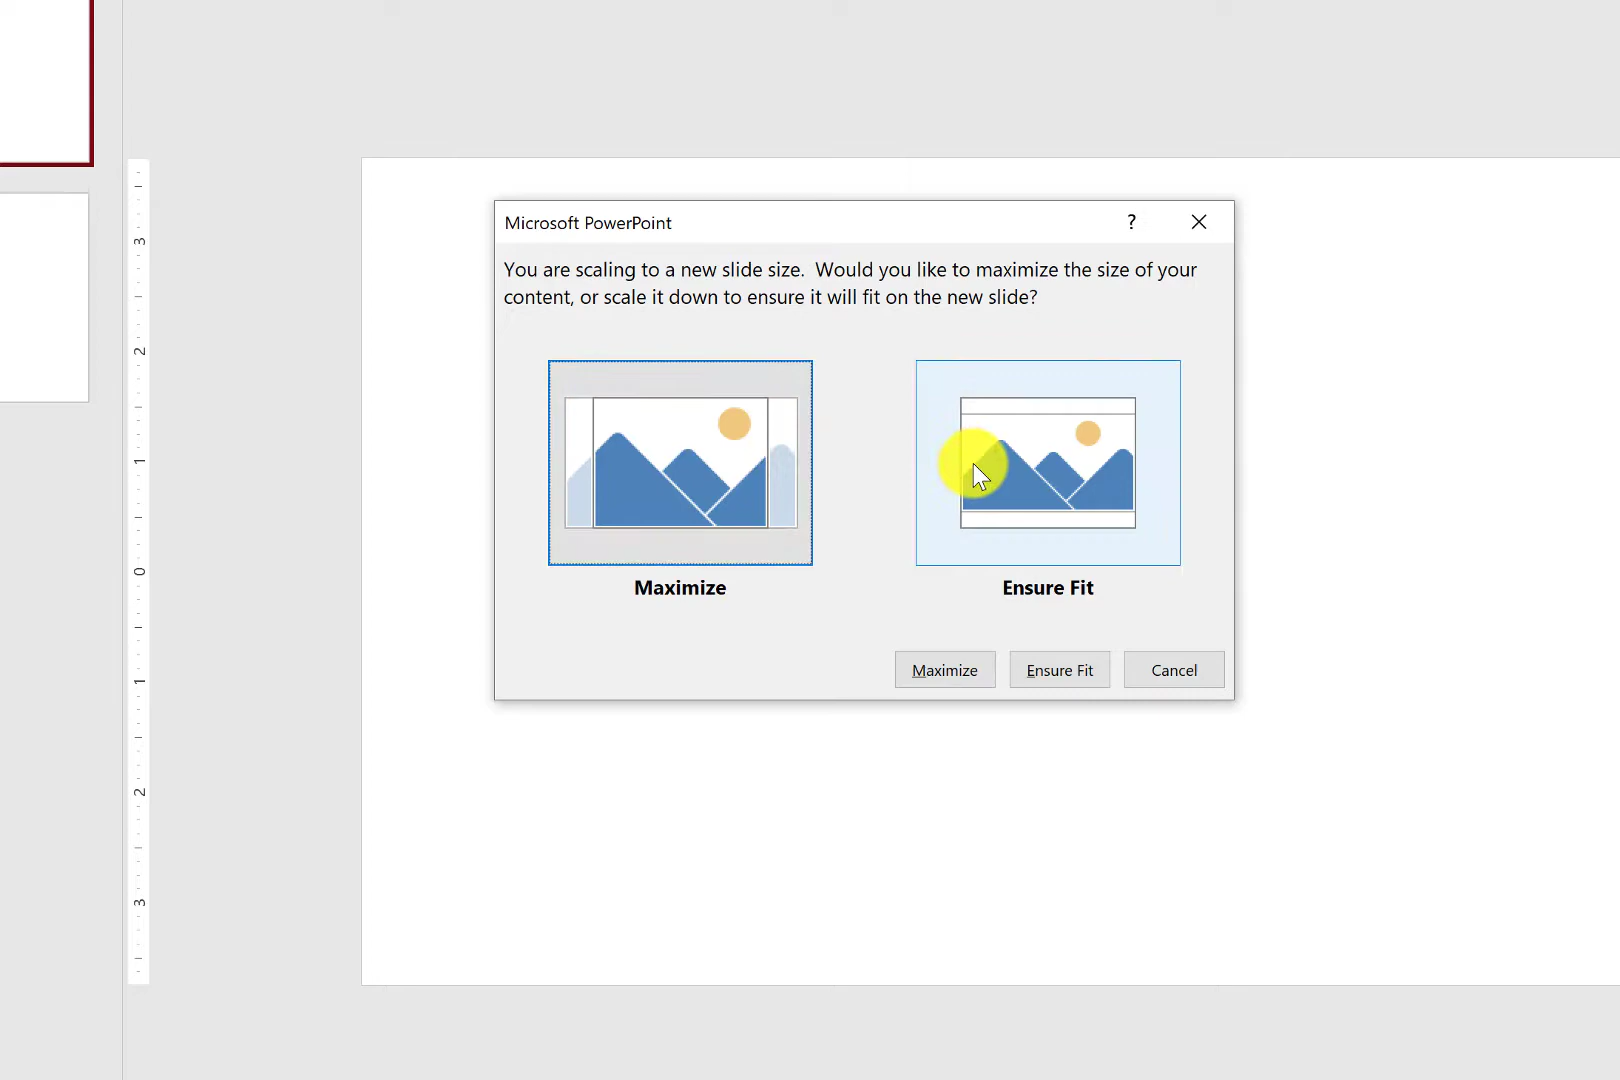 Microsoft PowerPoint ?
You are scaling to a new slide size. Would you like to maximize the size of your
content, or scale it down to ensure it will fit on the new slide?
Maximize Ensure Fit
Maximize Ensure Fit Cancel
3
2
1
0
1
2
3